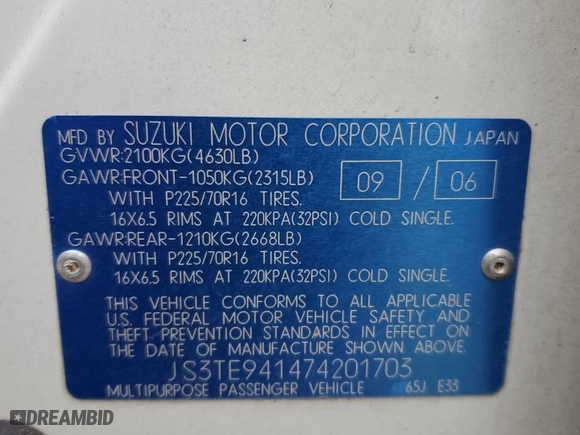 MFD BY SUZUKI MOTOR CORPORATION JAPAN
GVWR:2100KG(4630LB)
GAWR:FRONT-1050KG(2315LB) 09 / 06
WITH P225/70R16 TIRES.
16X6.5 RIMS AT 220KPA(32PSI) COLD SINGLE.
GAWR:REAR-1210KG(2668LB)
WITH P225/70R16 TIRES.
16X6.5 RIMS AT 220KPA(32PSI) COLD SINGLE.
THIS VEHICLE CONFORMS TO ALL APPLICABLE
U.S. FEDERAL MOTOR VEHICLE SAFETY AND
THEFT PREVENTION STANDARDS IN EFFECT ON
THE DATE OF MANUFACTURE SHOWN ABOVE.
JS3TE941474201703
MULTIPURPOSE PASSENGER VEHICLE 65J E33
DREAMBID